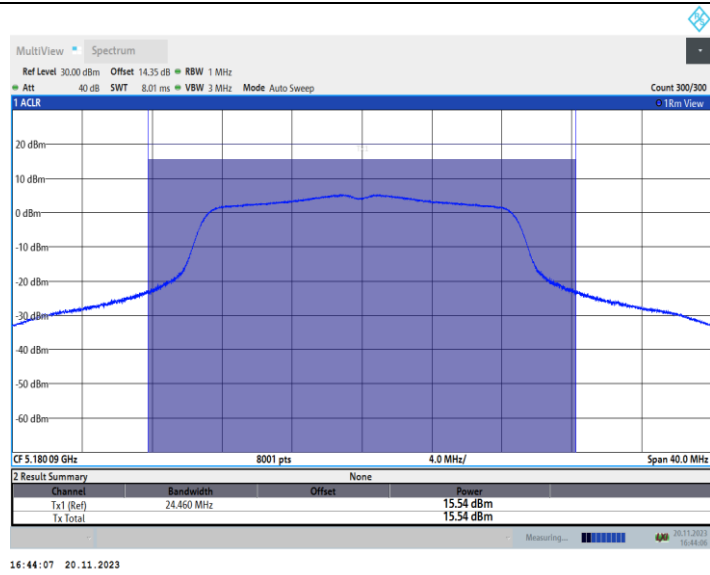 MultiView Spectrum
Ref Level 30.00 dBm Offset 14.35 dB RBW 1 MHz
Att 40 dB SWT 8.01 ms VBW 3 MHz Mode Auto Sweep Count 300/300
1 ACLR 1Rm View
20 dBm
10 dBm
0 dBm
-10 dBm
-20 dBm
-30 dBm
-40 dBm
-50 dBm
-60 dBm
CF 5.180 09 GHz 8001 pts 4.0 MHz/ Span 40.0 MHz
2 Result Summary None
Channel Bandwidth Offset Power
Tx1 (Ref) 24.460 MHz 15.54 dBm
Tx Total 15.54 dBm
Measuring... 20.11.2023
16:44:06
16:44:07 20.11.2023